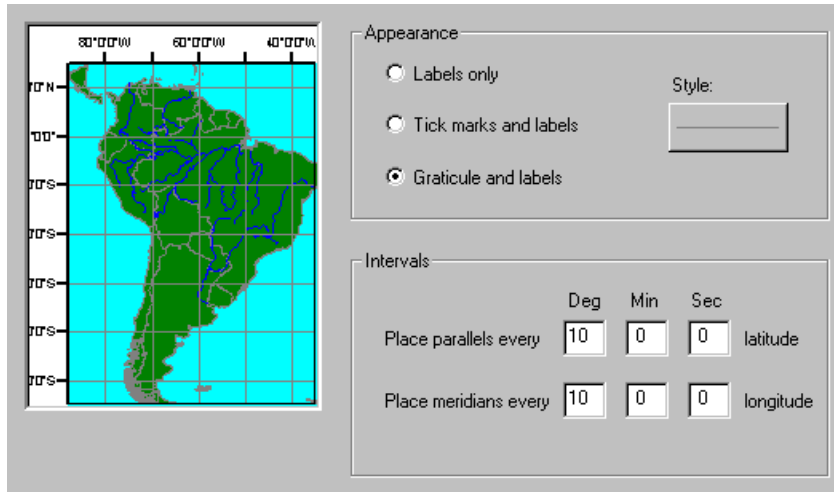 80°0'0"W 60°0'0"W 40°0'0"W
Appearance
Labels only
Style:
Tick marks and labels
Graticule and labels
Intervals
Deg Min Sec
Place parallels every 10 0 0 latitude
Place meridians every 10 0 0 longitude